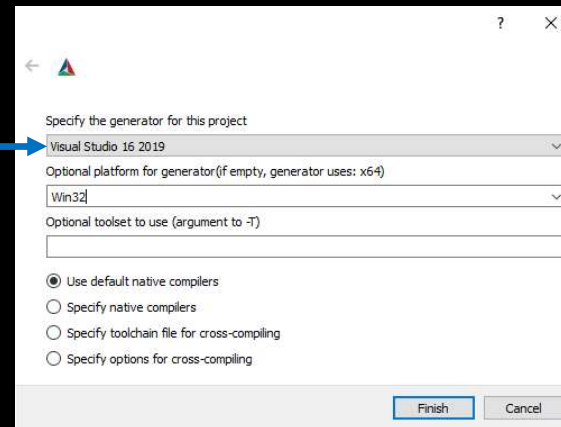 ?
Specify the generator for this project
Visual Studio 16 2019
Optional platform for generator(if empty, generator uses: x64)
Win32
Optional toolset to use (argument to -T)
Use default native compilers
Specify native compilers
Specify toolchain file for cross-compiling
Specify options for cross-compiling
Finish Cancel